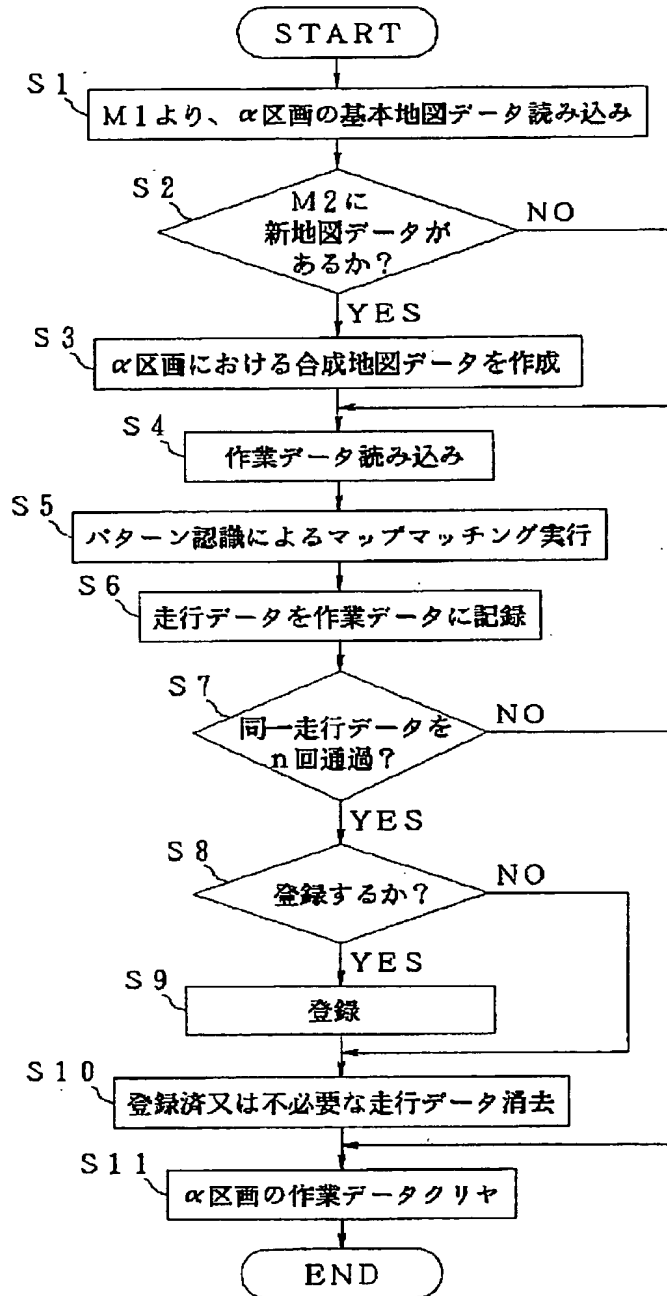 START
S1
M1より、α区画の基本地図データ読み込み
S2
M2に
新地図データが
あるか？
NO
YES
S3
α区画における合成地図データを作成
S4
作業データ読み込み
S5
パターン認識によるマップマッチング実行
S6
走行データを作業データに記録
S7
同一走行データを
n回通過？
NO
YES
S8
登録するか？
NO
YES
S9
登録
S10
登録済又は不必要な走行データ消去
S11
α区画の作業データクリヤ
END